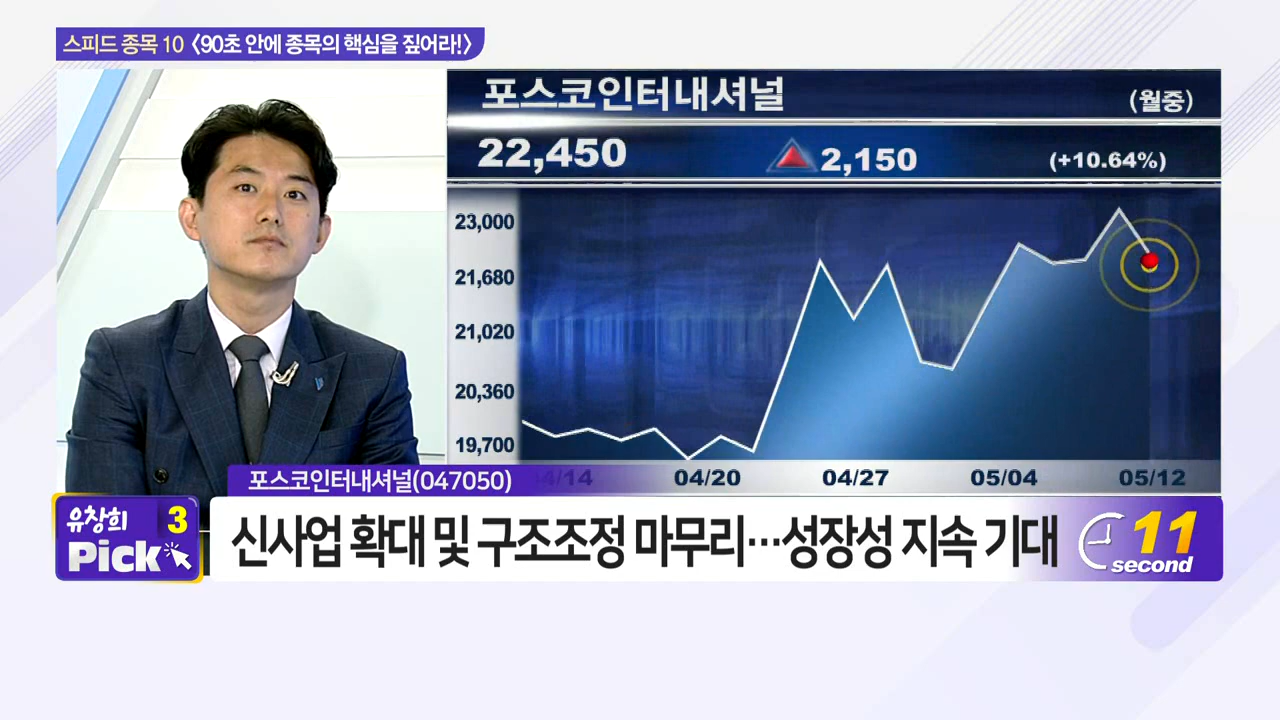 스피드 종목 10 <90초 안에 종목의 핵심을 짚어라!>
포스코인터내셔널
(월중)
22,450
2,150
(+10.64%)
23,000
21,680
21,020
20,360
19,700
04/14 04/20 04/27 05/04 05/12
포스코인터내셔널(047050)
유창희 3
Pick
신사업 확대 및 구조조정 마무리…성장성 지속 기대
11
second